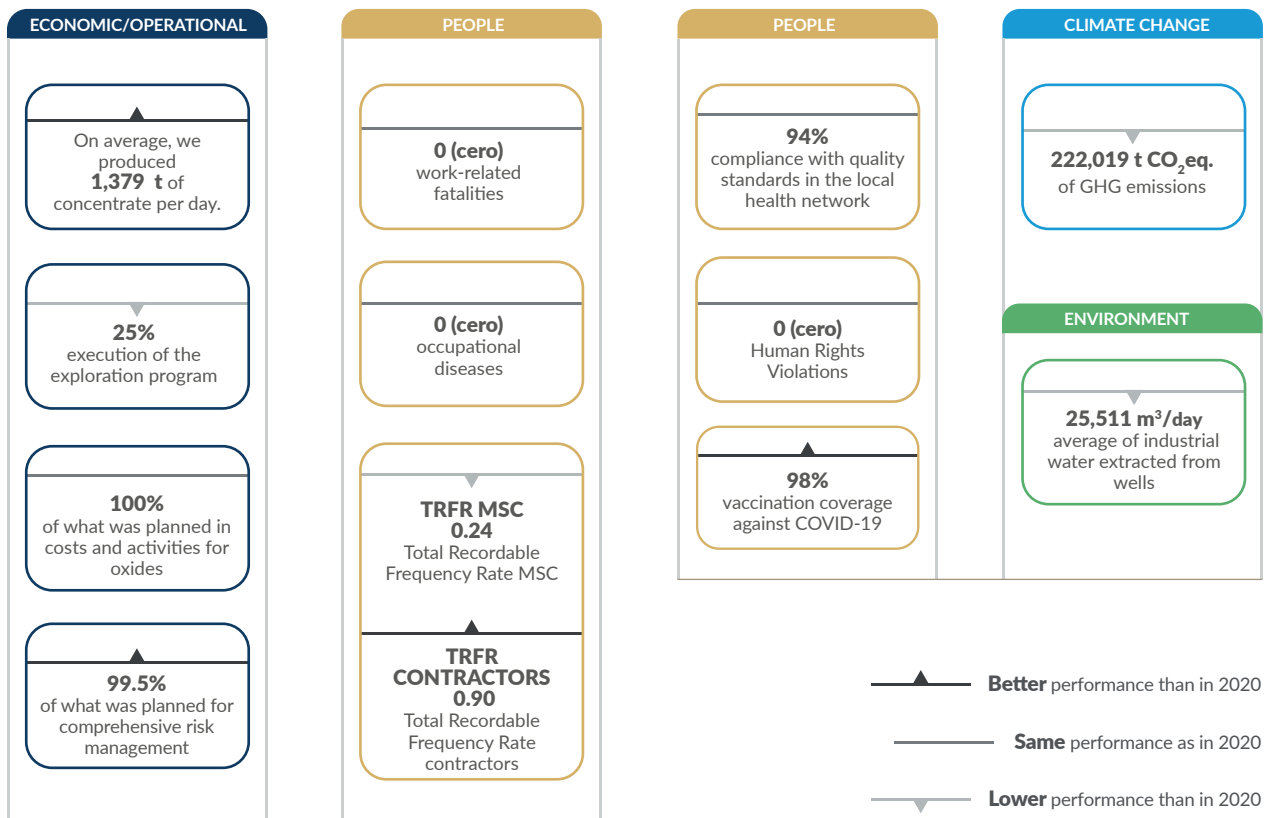 ECONOMIC/OPERATIONAL
On average, we
produced
1,379 t of
concentrate per day.
25%
execution of the
exploration program
100%
of what was planned in
costs and activities for
oxides
99.5%
of what was planned for
comprehensive risk
management
PEOPLE
0 (cero)
work-related
fatalities
0 (cero)
occupational
diseases
TRFR MSC
0.24
Total Recordable
Frequency Rate MSC
TRFR
CONTRACTORS
0.90
Total Recordable
Frequency Rate
contractors
PEOPLE
94%
compliance with quality
standards in the local
health network
0 (cero)
Human Rights
Violations
98%
vaccination coverage
against COVID-19
CLIMATE CHANGE
222,019 t CO₂eq.
of GHG emissions
ENVIRONMENT
25,511 m³/day
average of industrial
water extracted from
wells
Better performance than in 2020
Same performance as in 2020
Lower performance than in 2020